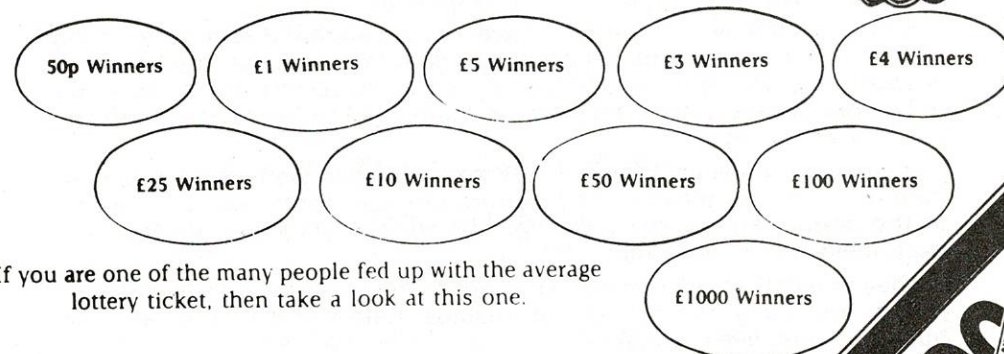 50p Winners £1 Winners £5 Winners £3 Winners £4 Winners
£25 Winners £10 Winners £50 Winners £100 Winners
If you are one of the many people fed up with the average
lottery ticket, then take a look at this one.
£1000 Winners